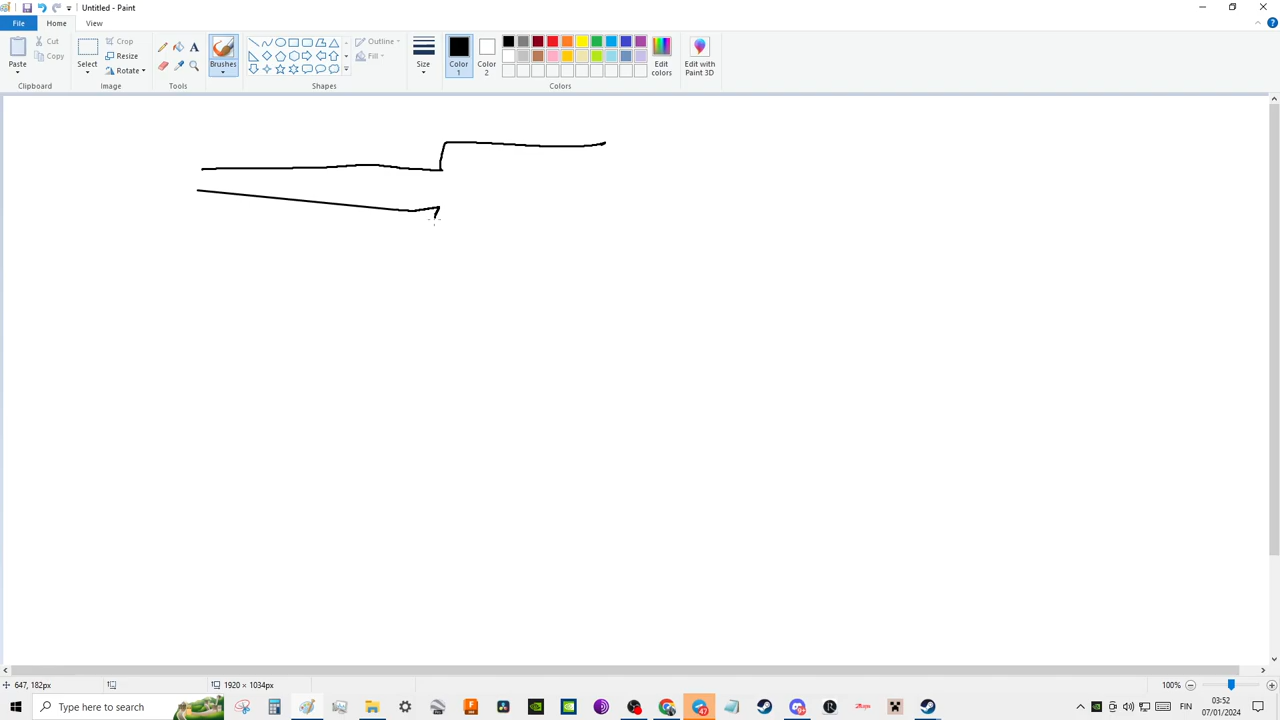 Untitled - Paint
File Home View
Paste
Cut
Copy
Clipboard
Select
Crop
Resize
Rotate
Image
A
Tools
Brushes
Outline
Fill
Shapes
Size
Color 1
Color 2
Edit colors
Edit with Paint 3D
Colors
647, 182px
1920 × 1034px
100%
Type here to search
FIN
03:52
07/01/2024